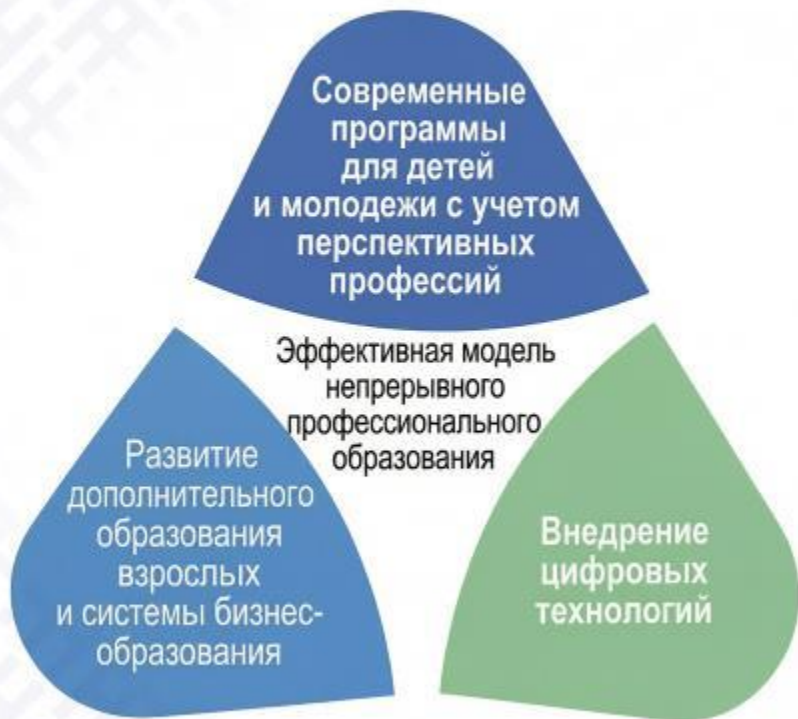 Современные
программы
для детей
и молодежи с учетом
перспективных
профессий
Эффективная модель
непрерывного
профессионального
образования
Развитие
дополнительного
образования
взрослых
и системы бизнес-
образования
Внедрение
цифровых
технологий